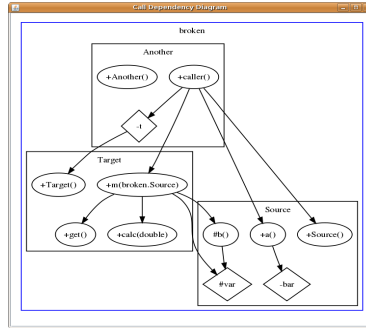 Call Dependency Diagram
broken
Another
+Another()
+caller()
-t
Target
+Target()
+m(broken.Source)
Source
+get()
+calc(double)
#b()
+a()
+Source()
#var
-bar